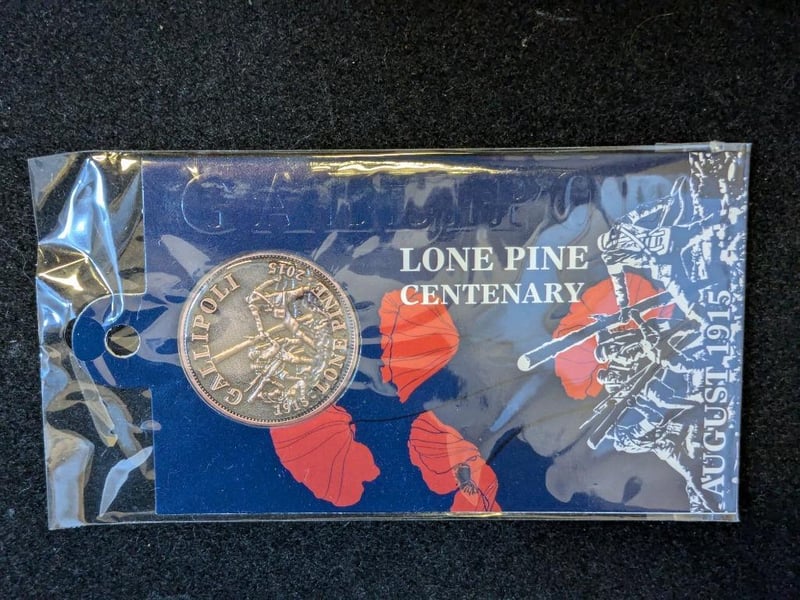 GALLIPOLI
LONE PINE
CENTENARY
GALLIPOLI
1915 LONE PINE 2015
AUGUST 1915